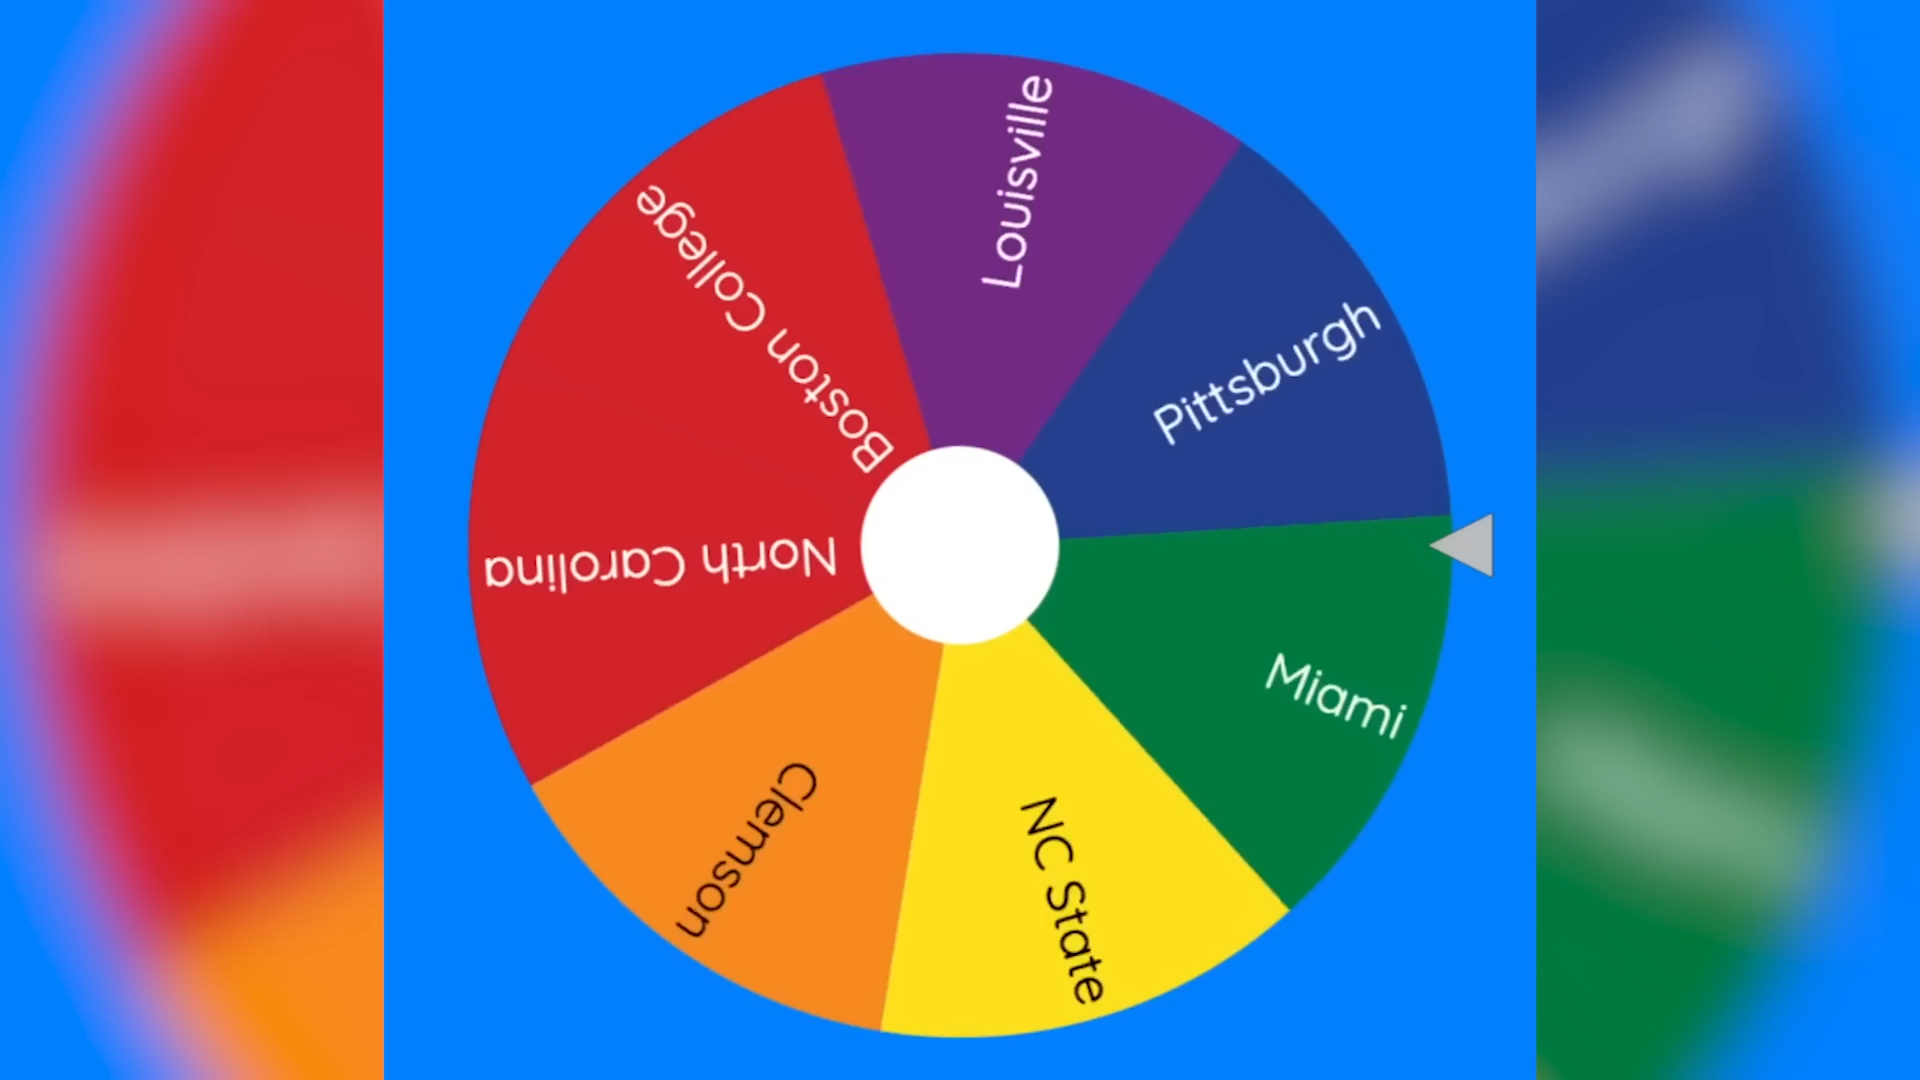 Louisville
Pittsburgh
Miami
NC State
Clemson
North Carolina
Boston College